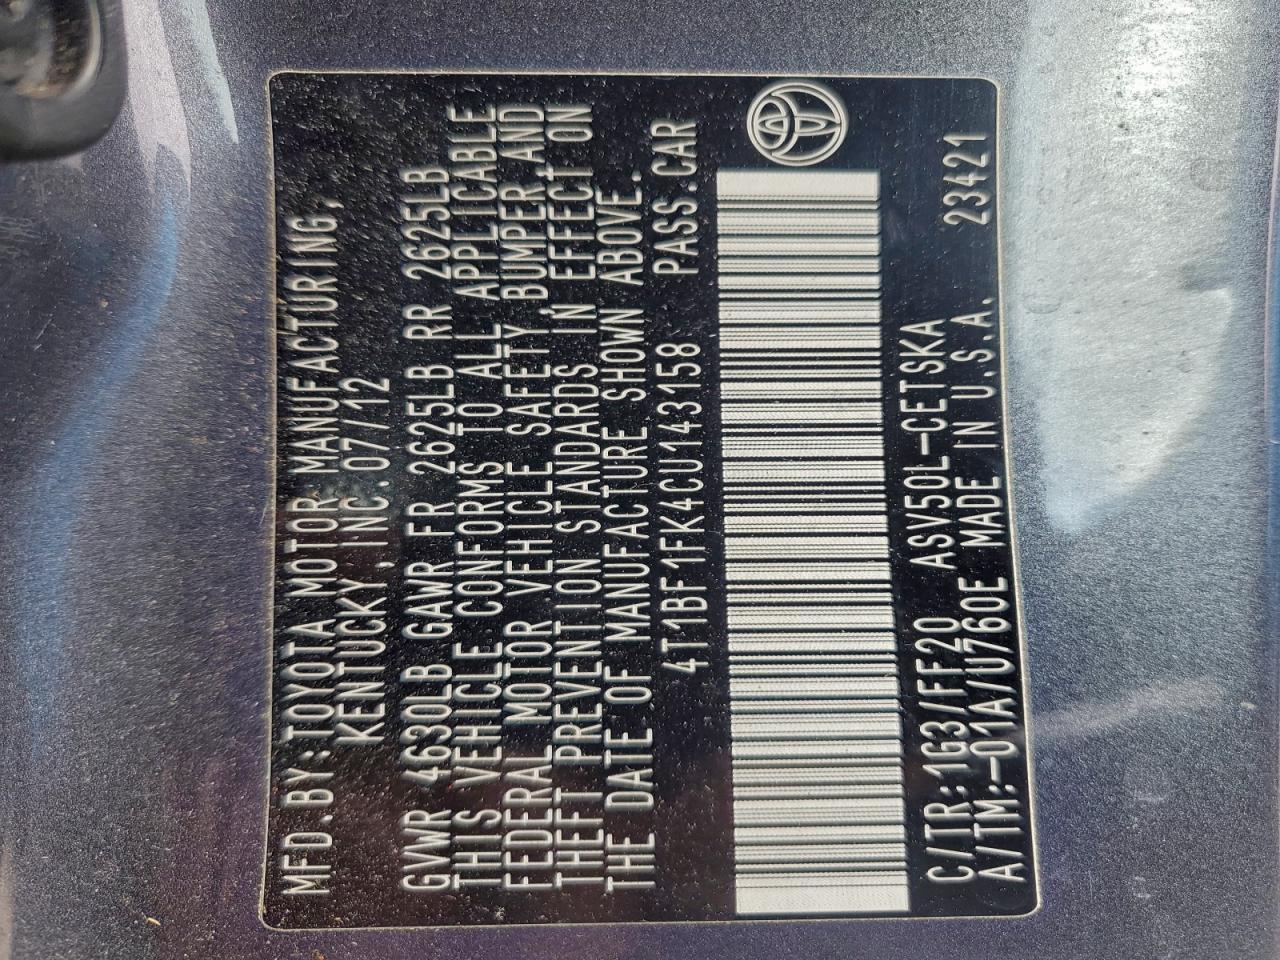 MFD.BY:TOYOTA MOTOR MANUFACTURING,
KENTUCKY,INC.07/12
GVWR 4630LB GAWR FR 2625LB RR 2625LB
THIS VEHICLE CONFORMS TO ALL APPLICABLE
FEDERAL MOTOR VEHICLE SAFETY,BUMPER,AND
THEFT PREVENTION STANDARDS IN EFFECT ON
THE DATE OF MANUFACTURE SHOWN ABOVE.
4T1BF1FK4CU143158 PASS.CAR
C/TR:1G3/FF20 ASV50L-CETSKA
A/TM:-01A/U760E MADE IN U.S.A. 23421